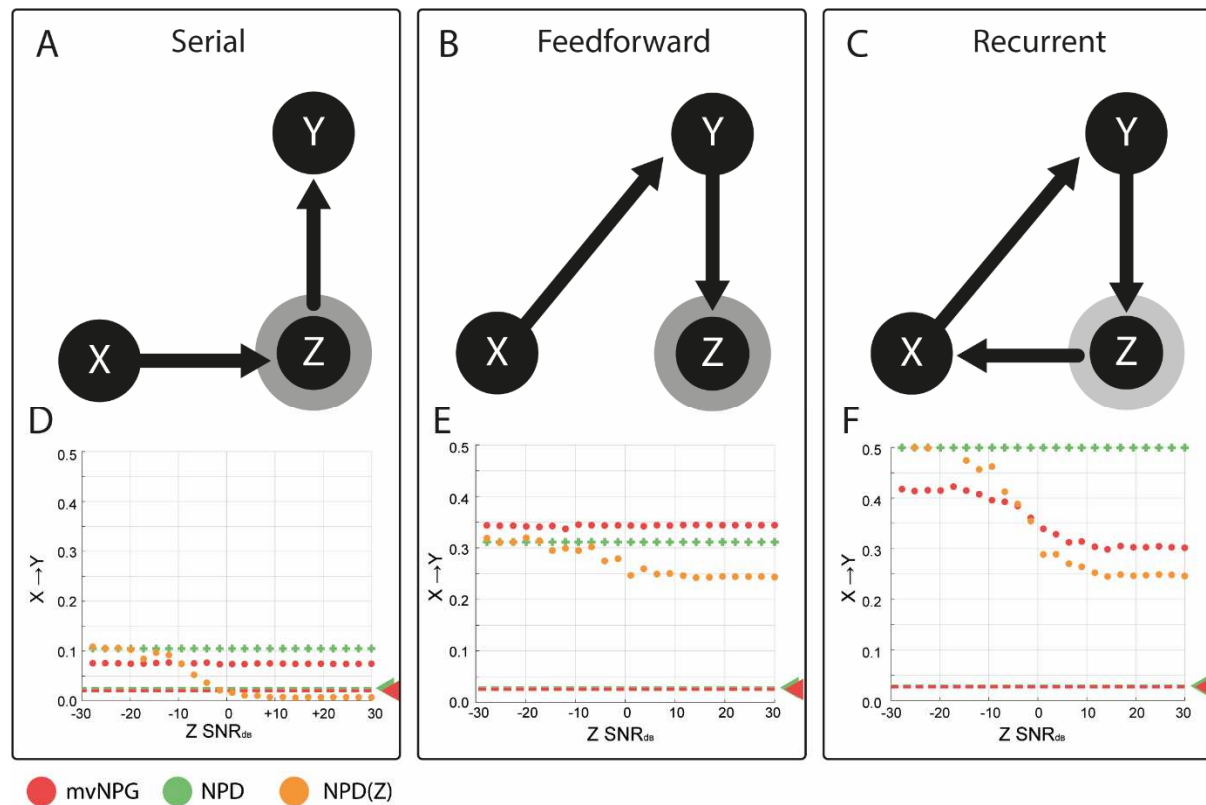 A Serial
Y
X
Z
D
0.5
0.4
0.3
0.2
0.1
0.0
X→Y
-30 -20 -10 0 10 +20 30
Z SNRdB
B Feedforward
Y
X
Z
E
0.5
0.4
0.3
0.2
0.1
0.0
X→Y
-30 -20 -10 0 10 20 30
Z SNRdB
C Recurrent
Y
X
Z
F
0.5
0.4
0.3
0.2
0.1
0.0
X→Y
-30 -20 -10 0 10 20 30
Z SNRdB
mvNPG NPD NPD(Z)